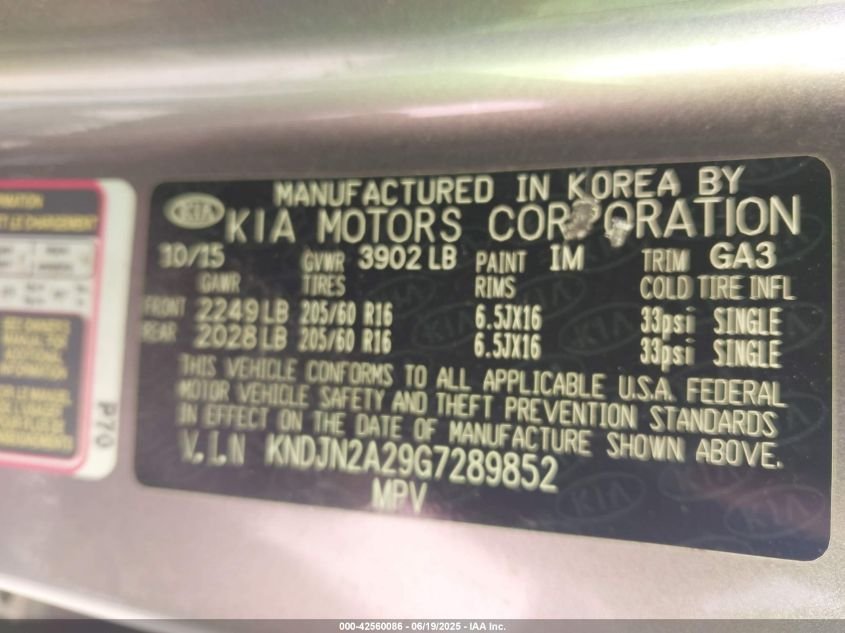 MANUFACTURED IN KOREA BY
KIA KIA MOTORS CORPORATION
10/15 GVWR 3902 LB PAINT IM TRIM GA3
GAWR TIRES RIMS COLD TIRE INFL
FRONT 2249 LB 205/60 R16 6.5JX16 33psi SINGLE
REAR 2028 LB 205/60 R16 6.5JX16 33psi SINGLE
THIS VEHICLE CONFORMS TO ALL APPLICABLE U.S.A. FEDERAL
MOTOR VEHICLE SAFETY AND THEFT PREVENTION STANDARDS
IN EFFECT ON THE DATE OF MANUFACTURE SHOWN ABOVE.
V.I.N KNDJN2A29G7289852
MPV
P70
000-42560086 - 06/19/2025 - IAA Inc.